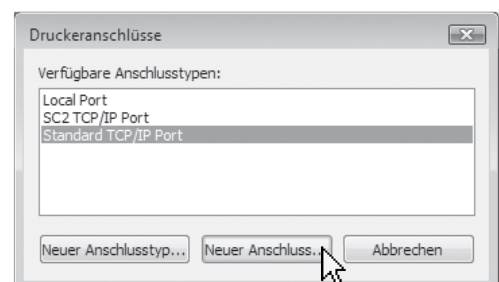 Druckeranschlüsse
Verfügbare Anschlusstypen:
Local Port
SC2 TCP/IP Port
Standard TCP/IP Port
Neuer Anschlusstyp... Neuer Anschluss... Abbrechen